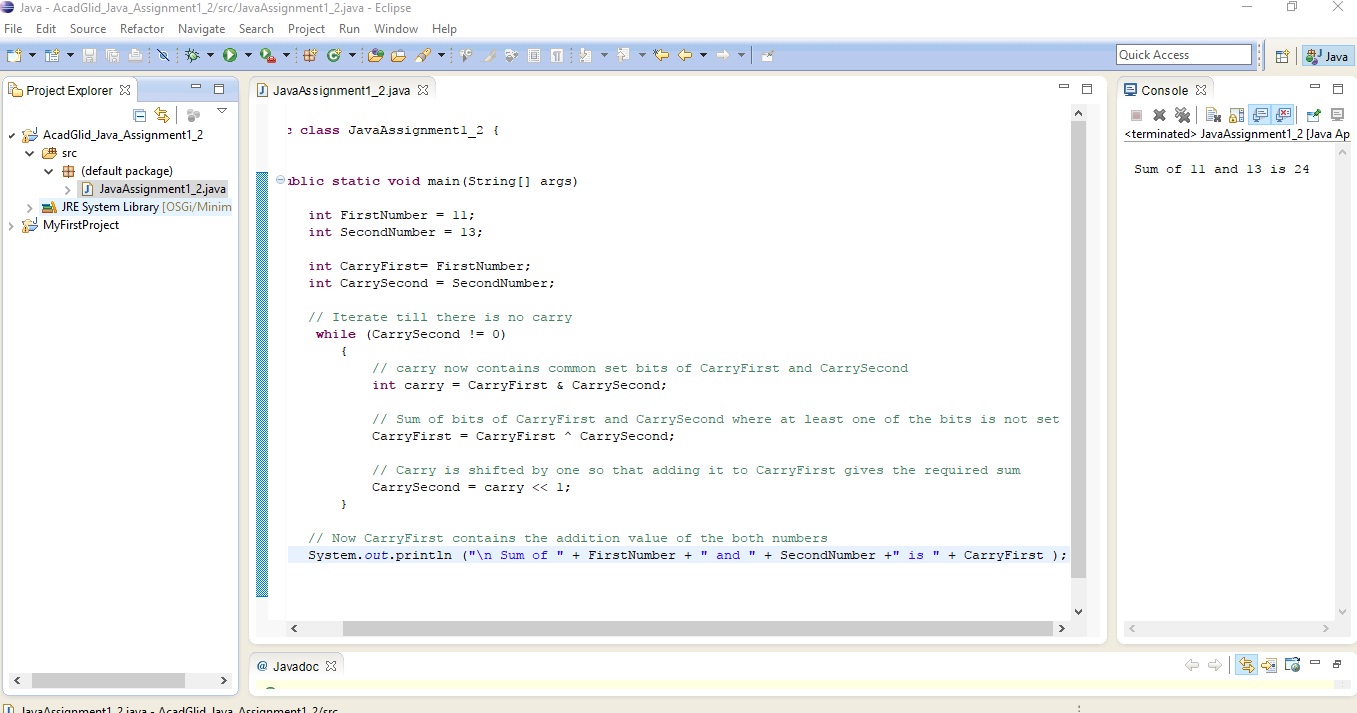 Java - AcadGlid_Java_Assignment1_2/src/JavaAssignment1_2.java - Eclipse
File Edit Source Refactor Navigate Search Project Run Window Help
Quick Access
Java
Project Explorer
AcadGlid_Java_Assignment1_2
src
(default package)
JavaAssignment1_2.java
JRE System Library [OSGi/Minim
MyFirstProject
JavaAssignment1_2.java
class JavaAssignment1_2 {
ublic static void main(String[] args)
int FirstNumber = 11;
int SecondNumber = 13;
int CarryFirst= FirstNumber;
int CarrySecond = SecondNumber;
// Iterate till there is no carry
while (CarrySecond != 0)
{
// carry now contains common set bits of CarryFirst and CarrySecond
int carry = CarryFirst & CarrySecond;
// Sum of bits of CarryFirst and CarrySecond where at least one of the bits is not set
CarryFirst = CarryFirst ^ CarrySecond;
// Carry is shifted by one so that adding it to CarryFirst gives the required sum
CarrySecond = carry << 1;
}
// Now CarryFirst contains the addition value of the both numbers
System.out.println ("\n Sum of " + FirstNumber + " and " + SecondNumber +" is " + CarryFirst );
Console
<terminated> JavaAssignment1_2 [Java Ap
Sum of 11 and 13 is 24
@ Javadoc
JavaAssignment1_2.java - AcadGlid_Java_Assignment1_2/src